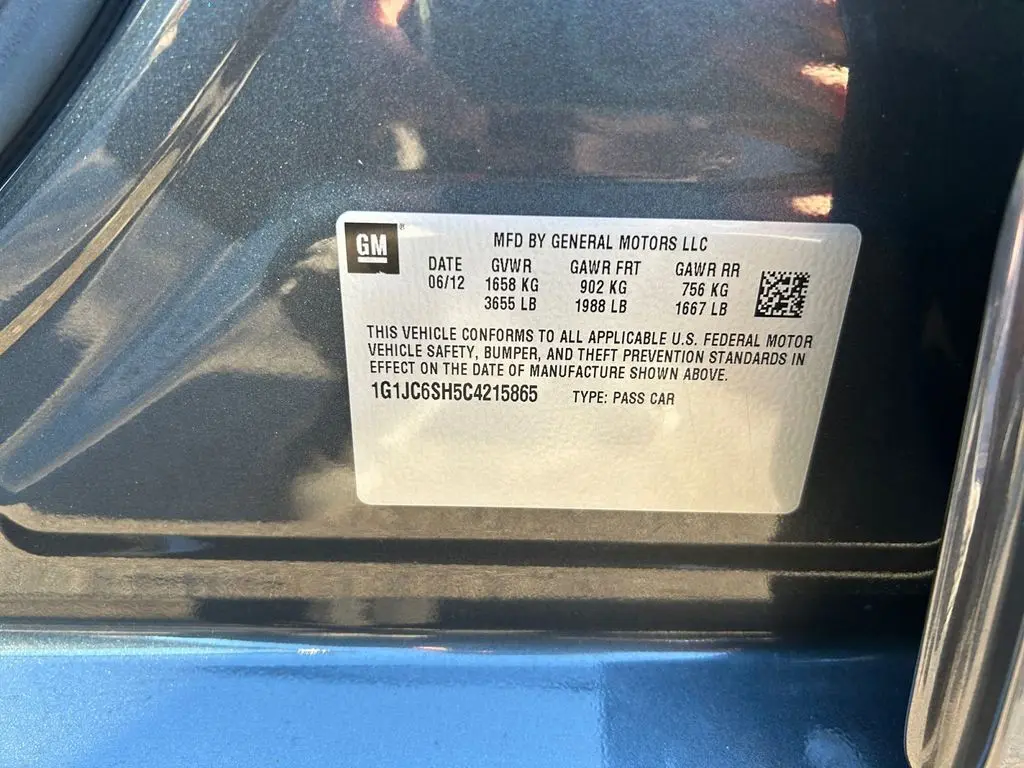 GM
MFD BY GENERAL MOTORS LLC
DATE GVWR GAWR FRT GAWR RR
06/12 1658 KG 902 KG 756 KG
3655 LB 1988 LB 1667 LB
THIS VEHICLE CONFORMS TO ALL APPLICABLE U.S. FEDERAL MOTOR
VEHICLE SAFETY, BUMPER, AND THEFT PREVENTION STANDARDS IN
EFFECT ON THE DATE OF MANUFACTURE SHOWN ABOVE.
1G1JC6SH5C4215865 TYPE: PASS CAR